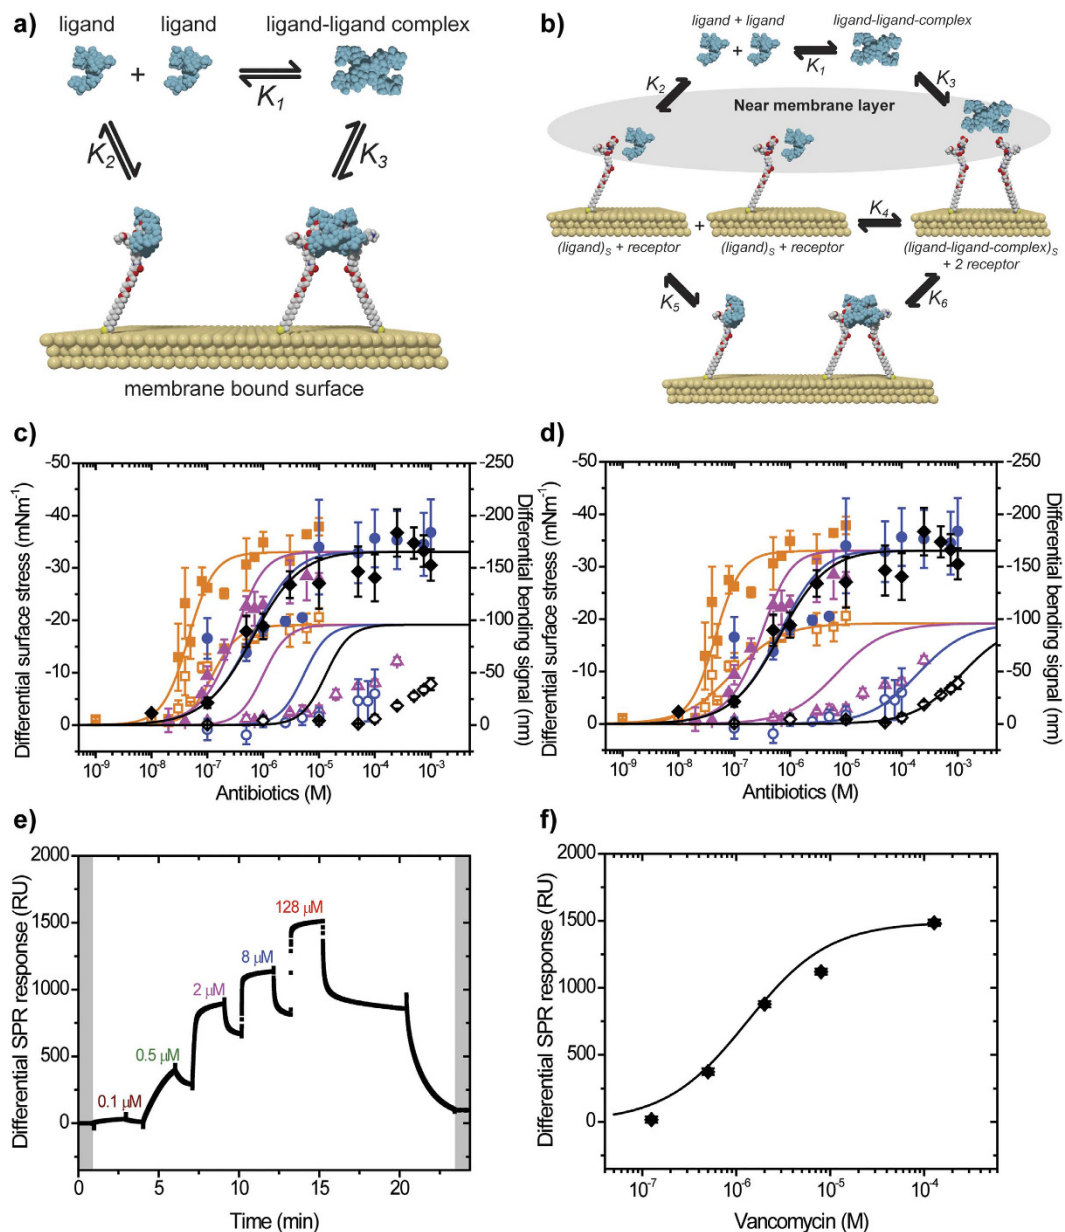 a)
ligand ligand ligand-ligand complex
+
K1
K2
K3
membrane bound surface
b)
ligand + ligand ligand-ligand-complex
+
K1
K2
K3
Near membrane layer
K4
+
(ligand)S + receptor (ligand)S + receptor (ligand-ligand-complex)S
+ 2 receptor
K5
K6
c)
Differential surface stress (mNm-1)
-50
-40
-30
-20
-10
0
10-9 10-8 10-7 10-6 10-5 10-4 10-3
Antibiotics (M)
-250
-200
-150
-100
-50
0
Differential bending signal (nm)
d)
Differential surface stress (mNm-1)
-50
-40
-30
-20
-10
0
10-9 10-8 10-7 10-6 10-5 10-4 10-3
Antibiotics (M)
-250
-200
-150
-100
-50
0
Differential bending signal (nm)
e)
Differential SPR response (RU)
2000
1500
1000
500
0
128 μM
8 μM
2 μM
0.5 μM
0.1 μM
0 5 10 15 20
Time (min)
f)
Differential SPR response (RU)
2000
1500
1000
500
0
10-7 10-6 10-5 10-4
Vancomycin (M)